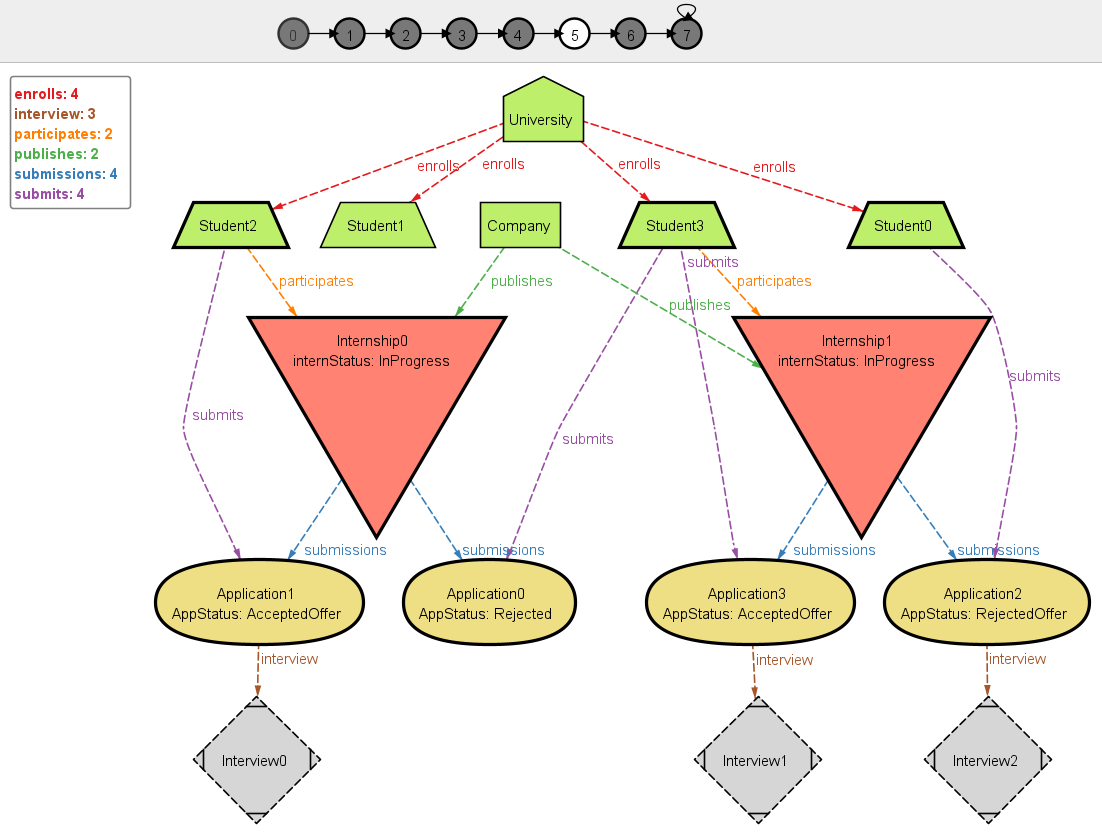 0 1 2 3 4 5 6 7
enrolls: 4
interview: 3
participates: 2
publishes: 2
submissions: 4
submits: 4
University
enrolls enrolls enrolls enrolls
Student2 Student1 Company Student3 Student0
submits
participates publishes participates
publishes
Internship0
internStatus: InProgress
Internship1
internStatus: InProgress
submits
submits
submits
submissions submissions submissions submissions
Application1
AppStatus: AcceptedOffer
Application0
AppStatus: Rejected
Application3
AppStatus: AcceptedOffer
Application2
AppStatus: RejectedOffer
interview interview interview
Interview0 Interview1 Interview2